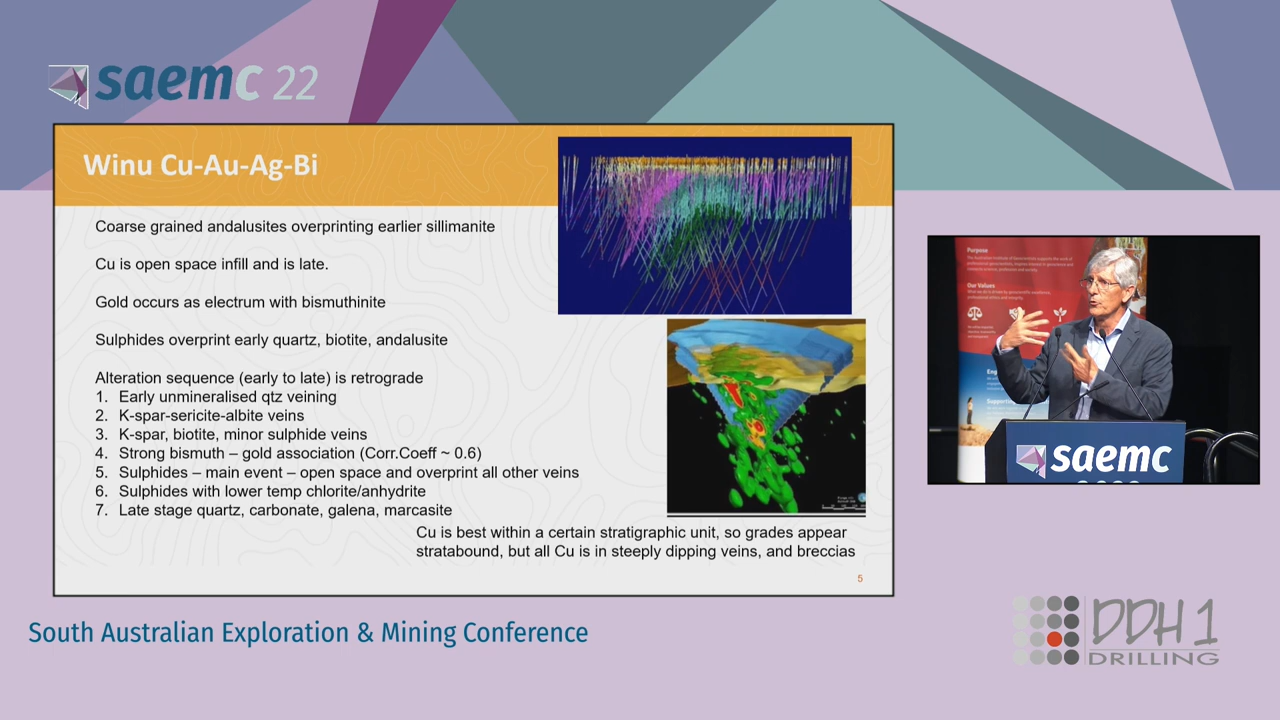 saemc 22
Winu Cu-Au-Ag-Bi
Coarse grained andalusites overprinting earlier sillimanite
Cu is open space infill and is late.
Gold occurs as electrum with bismuthinite
Sulphides overprint early quartz, biotite, andalusite
Alteration sequence (early to late) is retrograde
1. Early unmineralised qtz veining
2. K-spar-sericite-albite veins
3. K-spar, biotite, minor sulphide veins
4. Strong bismuth – gold association (Corr.Coeff ~ 0.6)
5. Sulphides – main event – open space and overprint all other veins
6. Sulphides with lower temp chlorite/anhydrite
7. Late stage quartz, carbonate, galena, marcasite
Cu is best within a certain stratigraphic unit, so grades appear
stratabound, but all Cu is in steeply dipping veins, and breccias
5
Purpose
Our Values
saemc
South Australian Exploration & Mining Conference
DDH 1
DRILLING